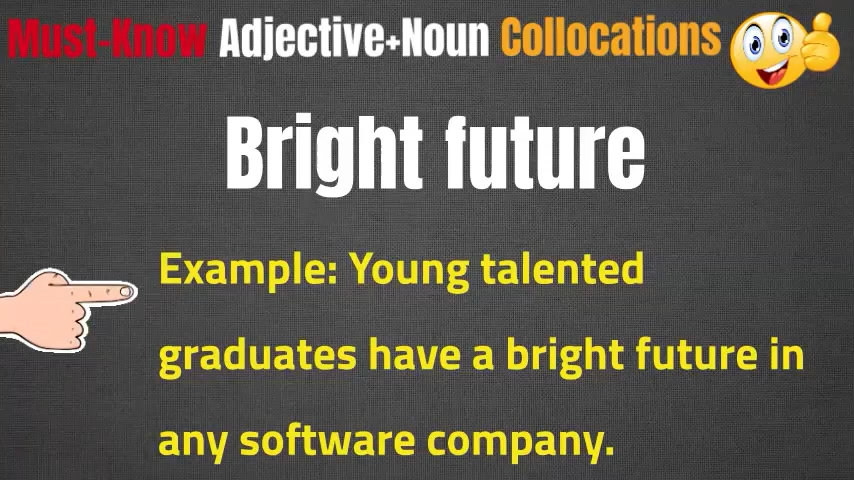 Must-Know Adjective+Noun Collocations
Bright future
Example: Young talented
graduates have a bright future in
any software company.